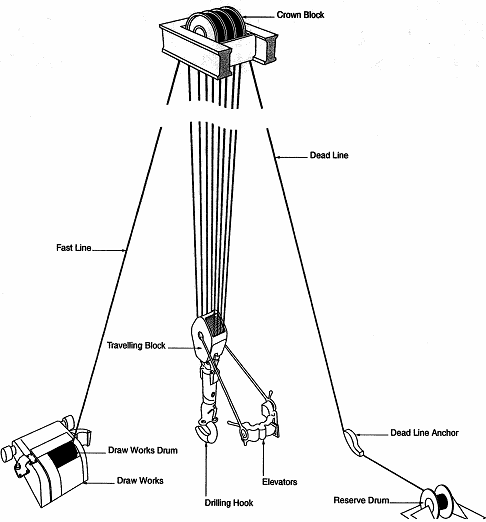 Crown Block
Dead Line
Fast Line
Travelling Block
Dead Line Anchor
Draw Works Drum
Draw Works
Elevators
Drilling Hook
Reserve Drum